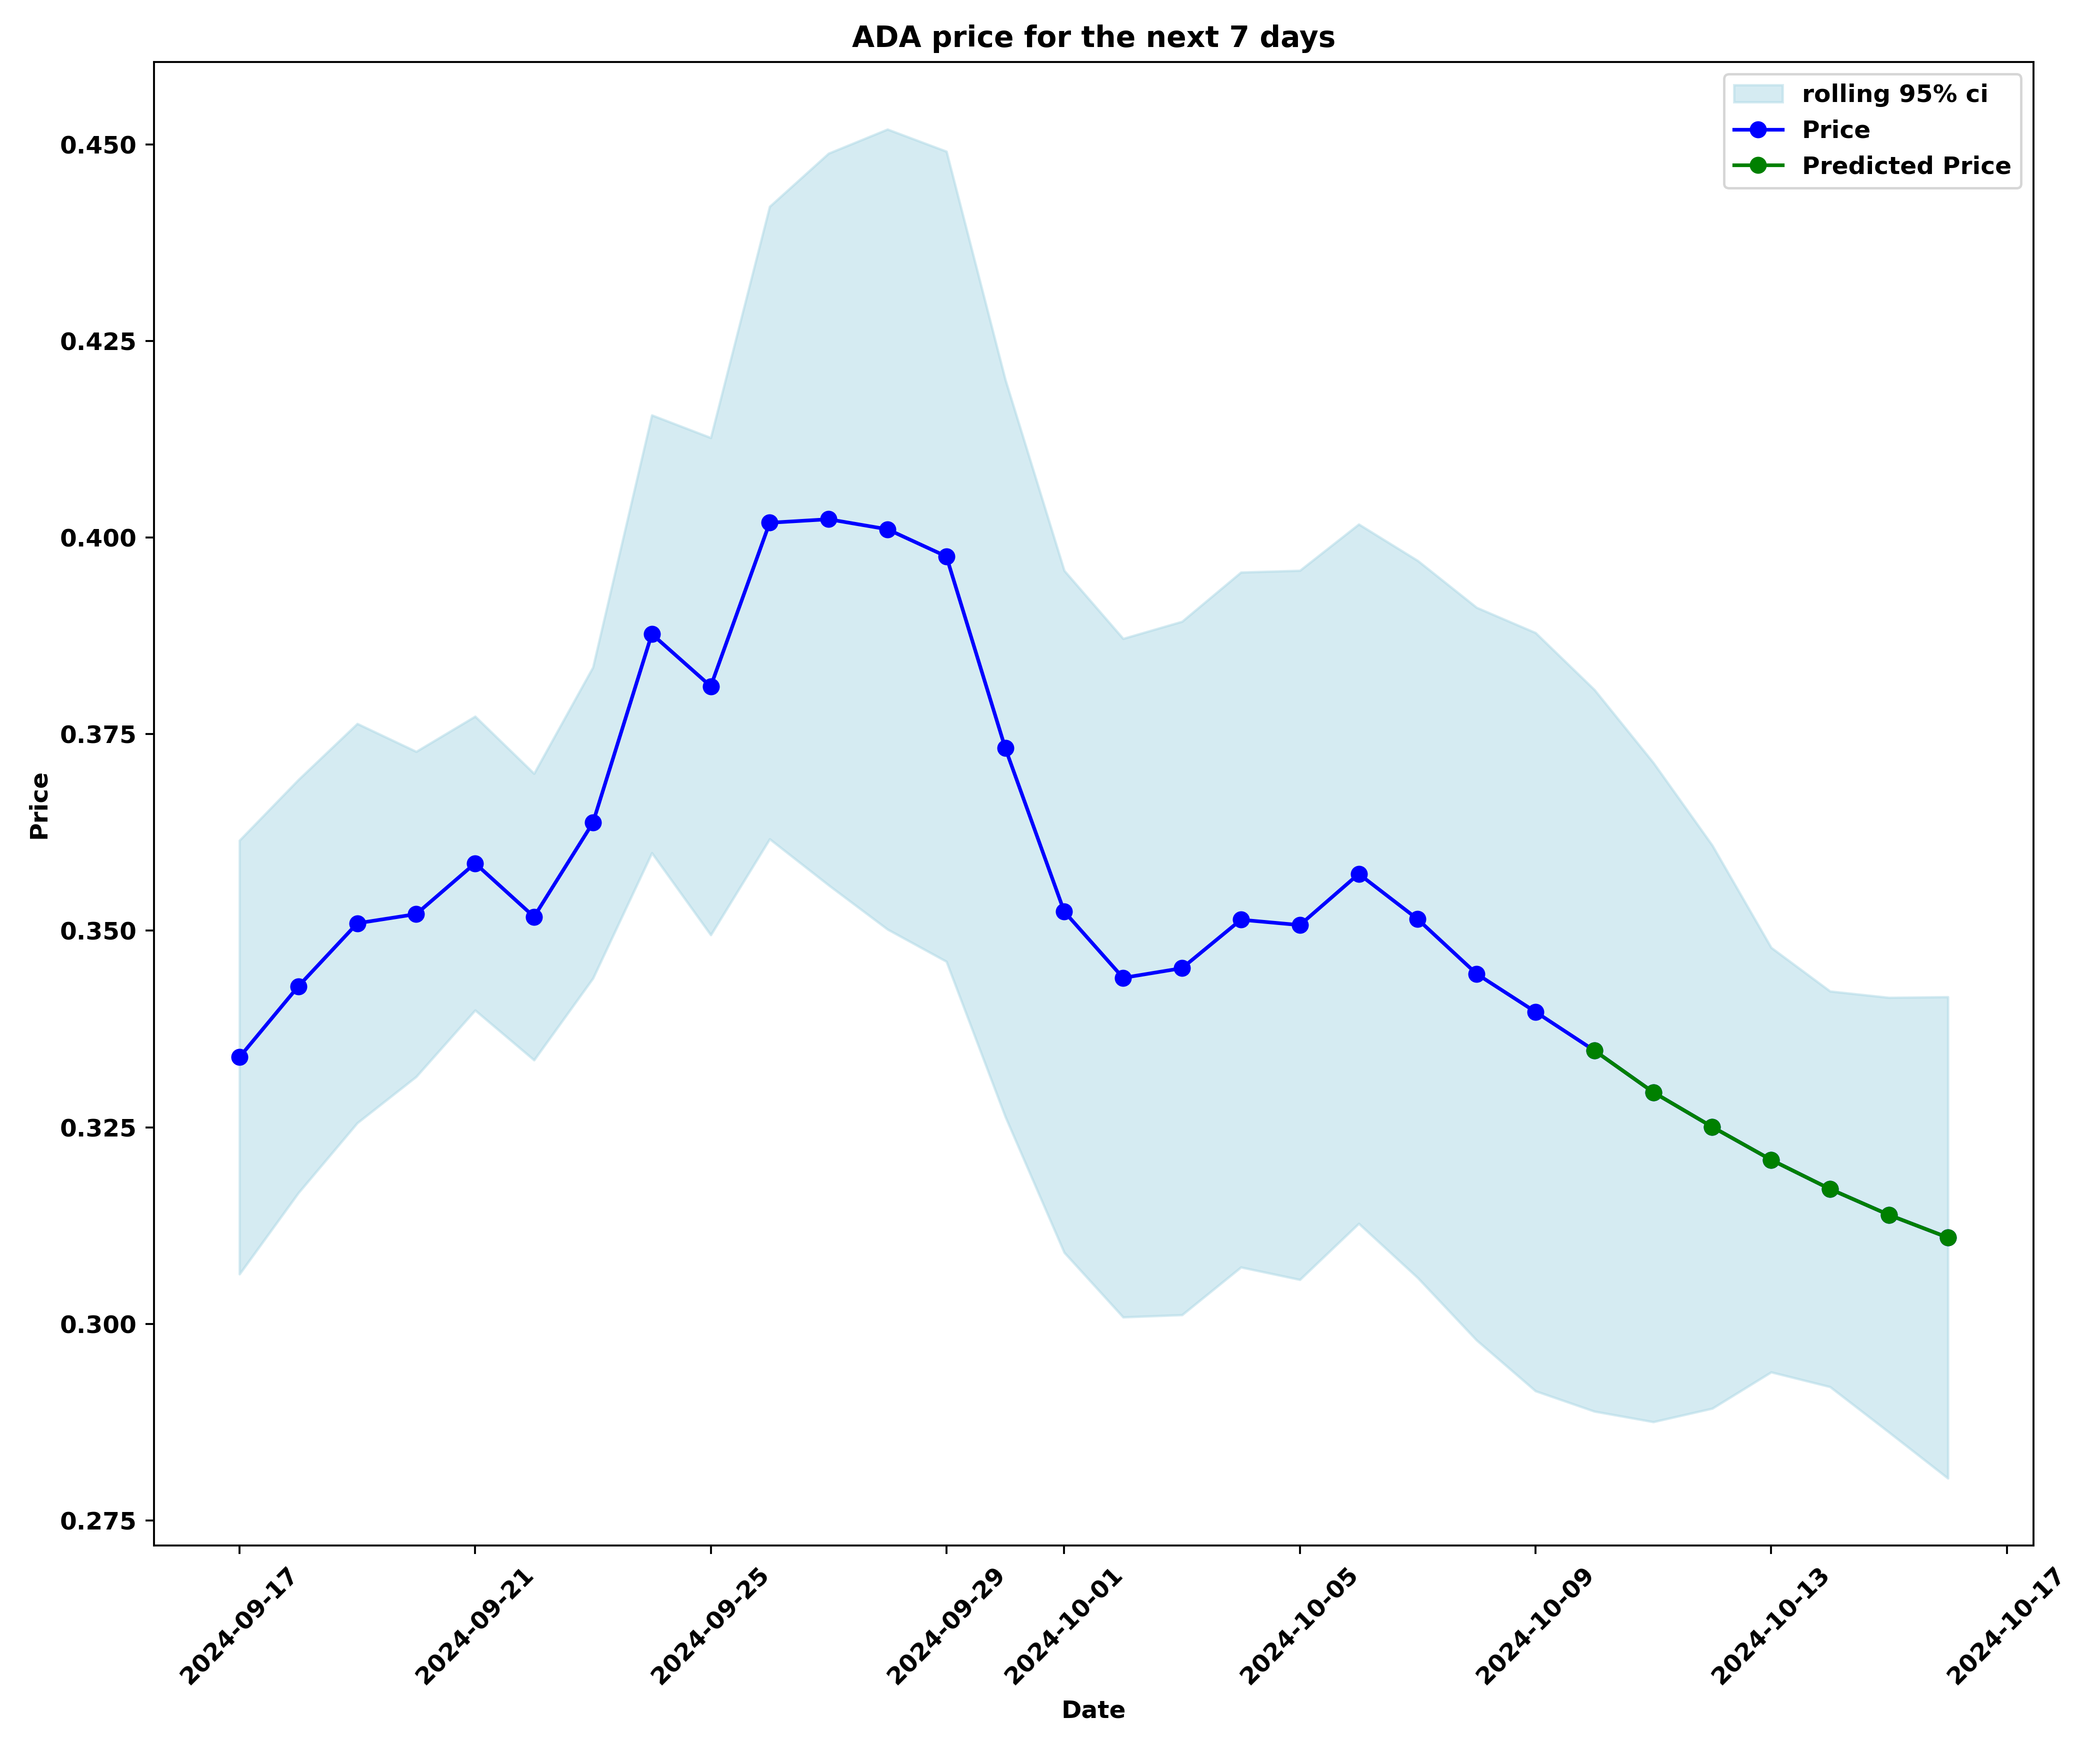 ADA price for the next 7 days
rolling 95% ci
Price
Predicted Price
0.450
0.425
0.400
0.375
0.350
0.325
0.300
0.275
Price
2024-09-17
2024-09-21
2024-09-25
2024-09-29
2024-10-01
2024-10-05
2024-10-09
2024-10-13
2024-10-17
Date